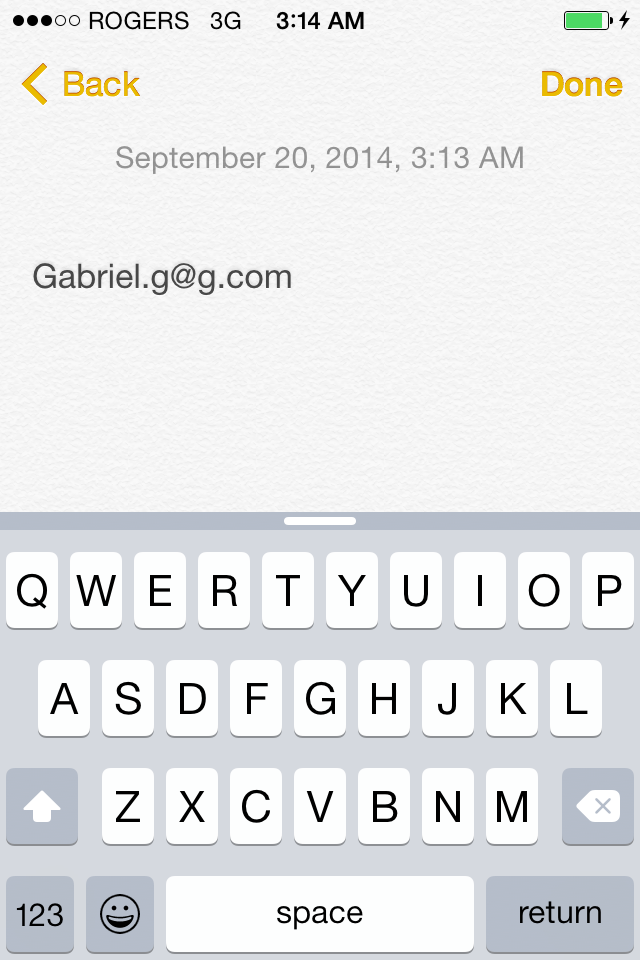 ROGERS 3G 3:14 AM
Back Done
September 20, 2014, 3:13 AM
Gabriel.g@g.com
Q W E R T Y U I O P
A S D F G H J K L
Z X C V B N M
123 space return